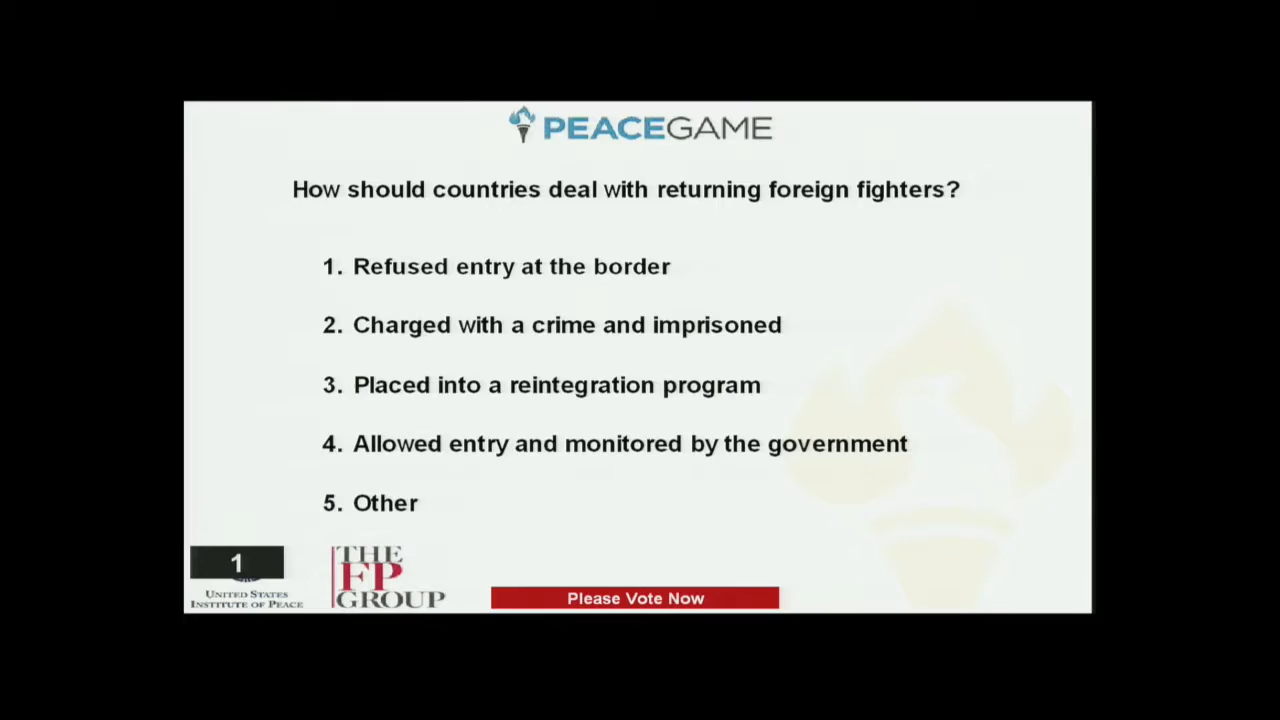 PEACEGAME
How should countries deal with returning foreign fighters?
1. Refused entry at the border
2. Charged with a crime and imprisoned
3. Placed into a reintegration program
4. Allowed entry and monitored by the government
5. Other
1
UNITED STATES
INSTITUTE OF PEACE
THE
FP
GROUP
Please Vote Now